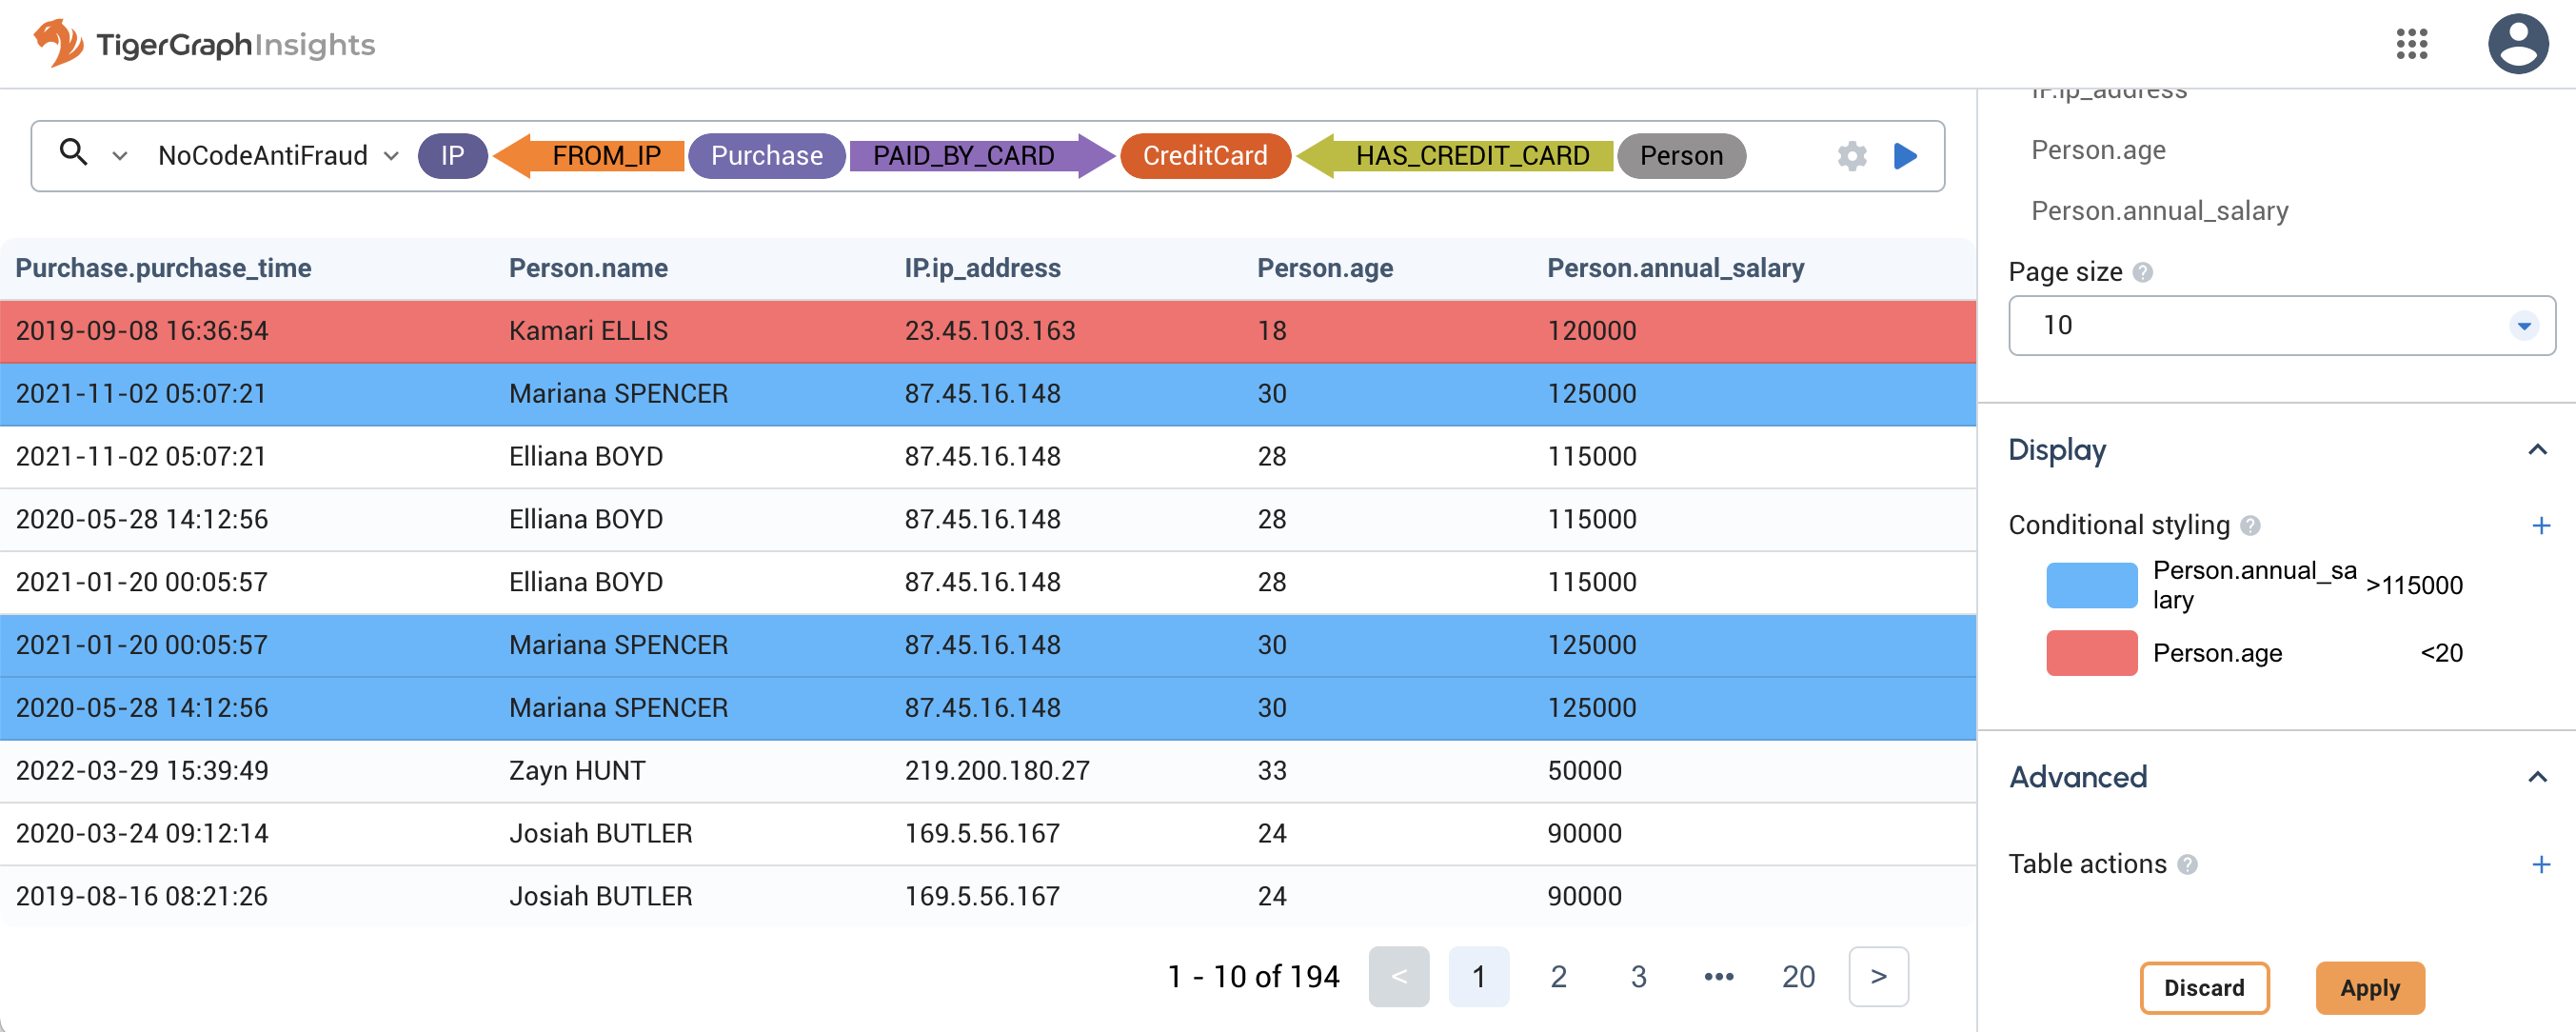 TigerGraph Insights
NoCodeAntiFraud IP FROM_IP Purchase PAID_BY_CARD CreditCard HAS_CREDIT_CARD Person
Purchase.purchase_time Person.name IP.ip_address Person.age Person.annual_salary
2019-09-08 16:36:54 Kamari ELLIS 23.45.103.163 18 120000
2021-11-02 05:07:21 Mariana SPENCER 87.45.16.148 30 125000
2021-11-02 05:07:21 Elliana BOYD 87.45.16.148 28 115000
2020-05-28 14:12:56 Elliana BOYD 87.45.16.148 28 115000
2021-01-20 00:05:57 Elliana BOYD 87.45.16.148 28 115000
2021-01-20 00:05:57 Mariana SPENCER 87.45.16.148 30 125000
2020-05-28 14:12:56 Mariana SPENCER 87.45.16.148 30 125000
2022-03-29 15:39:49 Zayn HUNT 219.200.180.27 33 50000
2020-03-24 09:12:14 Josiah BUTLER 169.5.56.167 24 90000
2019-08-16 08:21:26 Josiah BUTLER 169.5.56.167 24 90000
1 - 10 of 194 < 1 2 3 ••• 20 >
IP.ip_address
Person.age
Person.annual_salary
Page size ?
10
Display
Conditional styling ? +
Person.annual_sa
lary >115000
Person.age <20
Advanced
Table actions ? +
Discard Apply